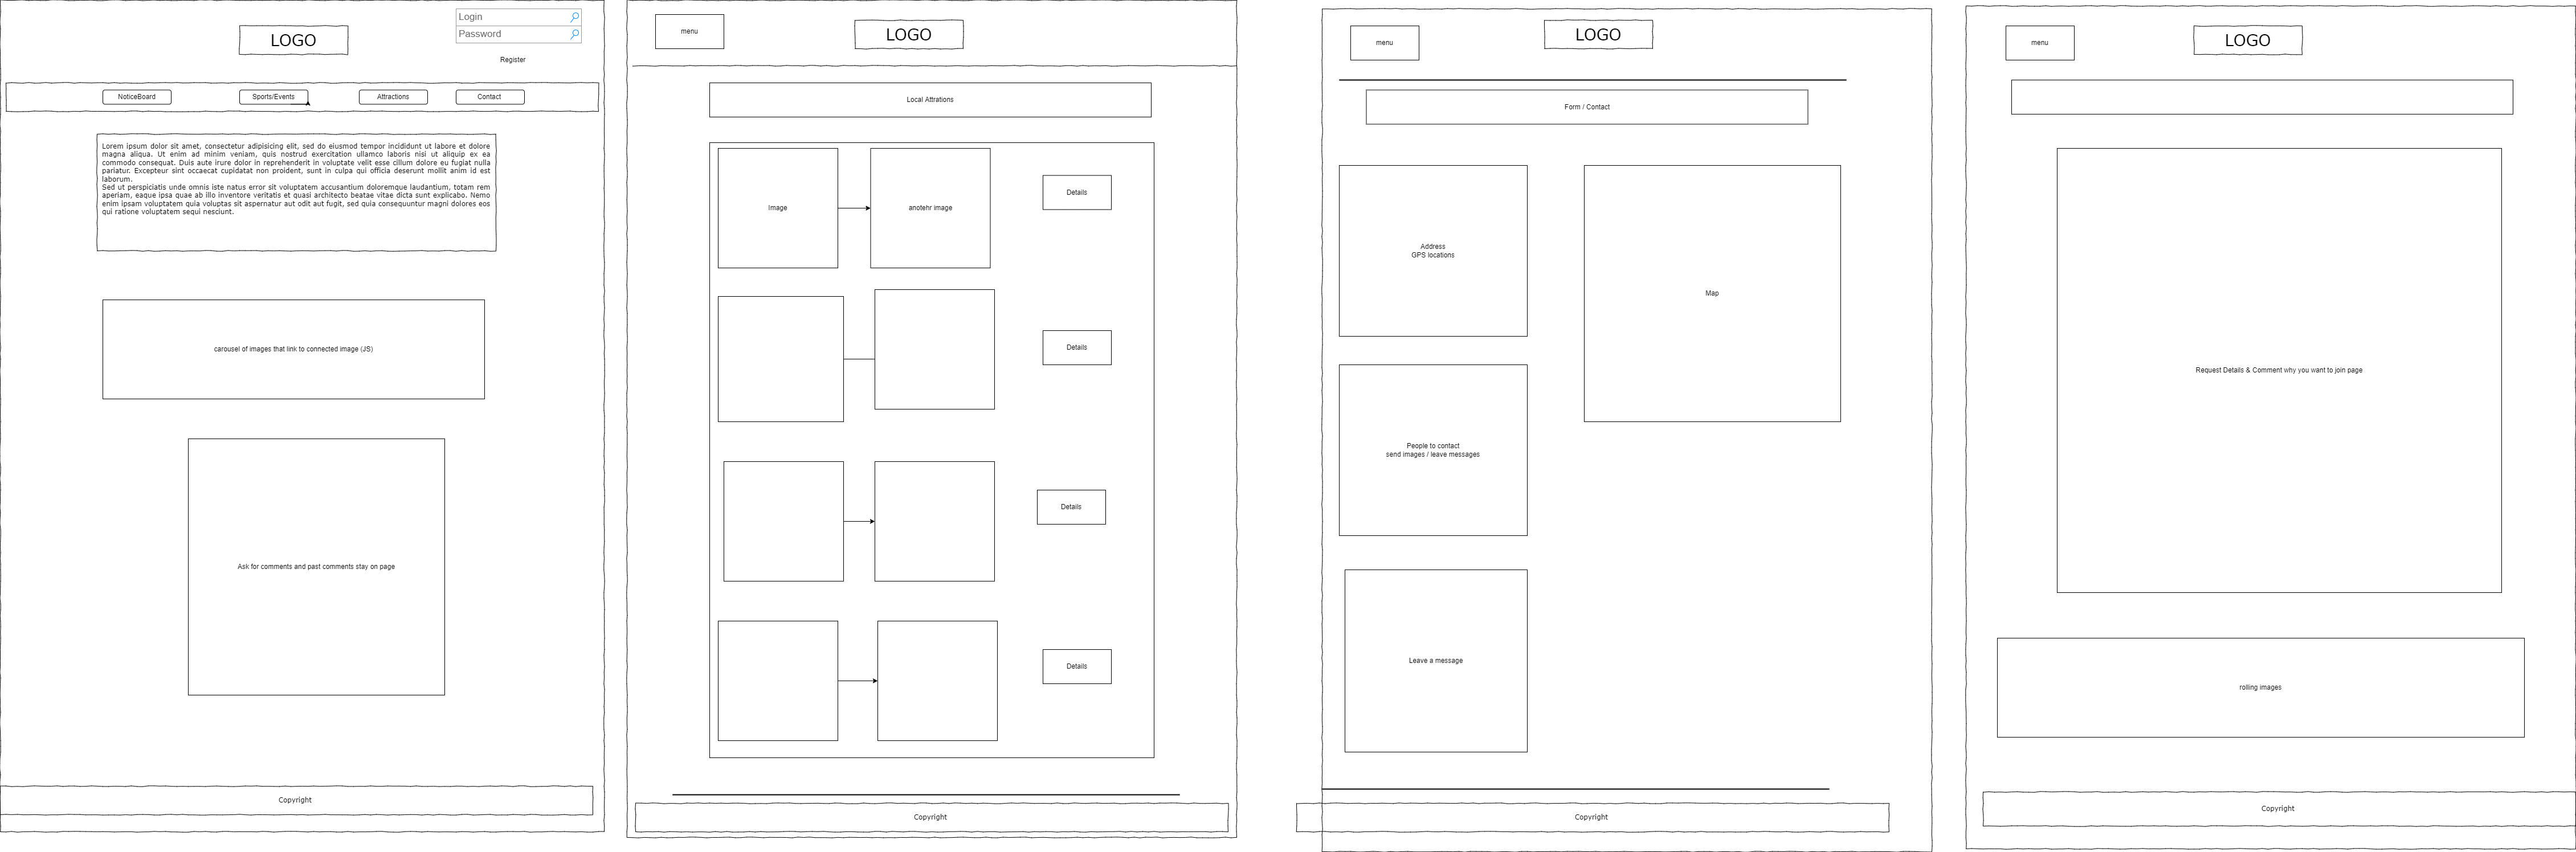 Login
Password
LOGO
Register
NoticeBoard
Sports/Events
Attractions
Contact
Lorem ipsum dolor sit amet, consectetur adipisicing elit, sed do eiusmod tempor incididunt ut labore et dolore
magna aliqua. Ut enim ad minim veniam, quis nostrud exercitation ullamco laboris nisi ut aliquip ex ea
commodo consequat. Duis aute irure dolor in reprehenderit in voluptate velit esse cillum dolore eu fugiat nulla
pariatur. Excepteur sint occaecat cupidatat non proident, sunt in culpa qui officia deserunt mollit anim id est
laborum.
Sed ut perspiciatis unde omnis iste natus error sit voluptatem accusantium doloremque laudantium, totam rem
aperiam, eaque ipsa quae ab illo inventore veritatis et quasi architecto beatae vitae dicta sunt explicabo. Nemo
enim ipsam voluptatem quia voluptas sit aspernatur aut odit aut fugit, sed quia consequuntur magni dolores eos
qui ratione voluptatem sequi nesciunt.
carousel of images that link to connected image (JS)
Ask for comments and past comments stay on page
Copyright
menu
LOGO
Local Attrations
Image
anotehr image
Details
Details
Details
Details
Copyright
menu
LOGO
Form / Contact
Address
GPS locations
Map
People to contact
send images / leave messages
Leave a message
Copyright
menu
LOGO
Request Details & Comment why you want to join page
rolling images
Copyright